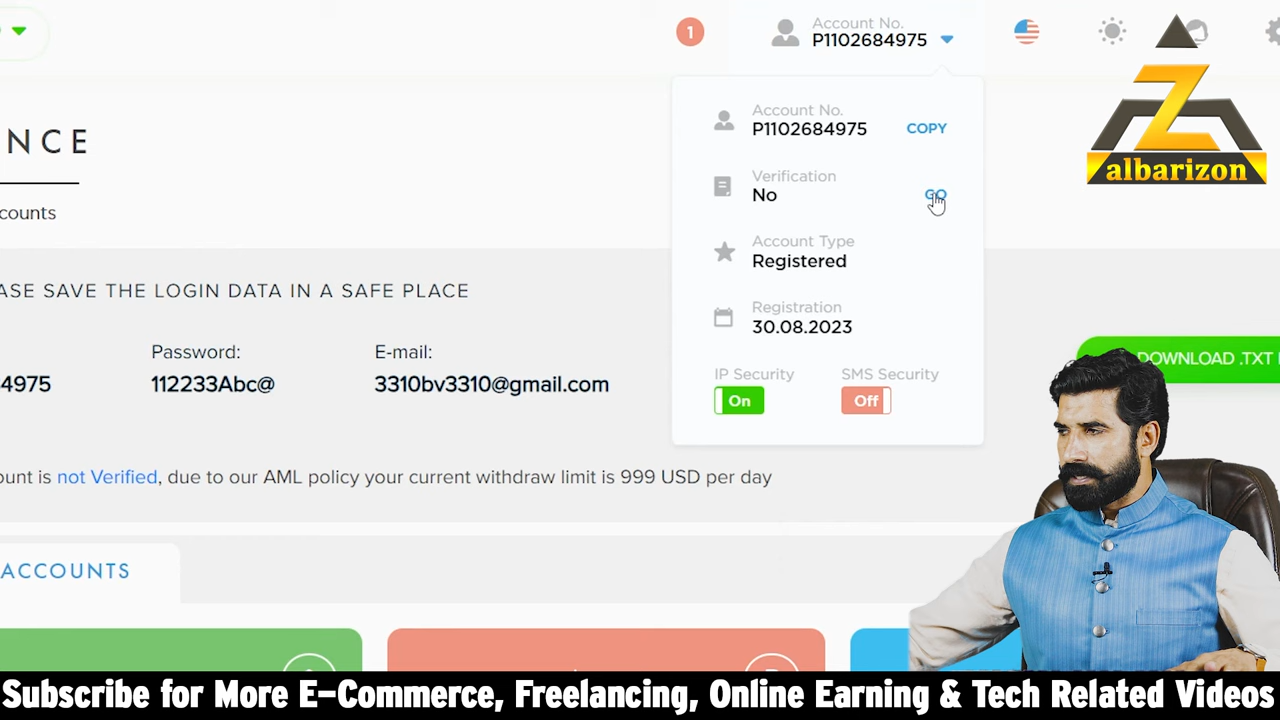 1
Account No.
P1102684975
albarizon
NCE
ccounts
Account No.
P1102684975
COPY
Verification
No
GO
Account Type
Registered
Registration
30.08.2023
IP Security
SMS Security
On
Off
ASE SAVE THE LOGIN DATA IN A SAFE PLACE
Password:
E-mail:
4975
112233Abc@
3310bv3310@gmail.com
DOWNLOAD .TXT
ount is not Verified, due to our AML policy your current withdraw limit is 999 USD per day
ACCOUNTS
Subscribe for More E-Commerce, Freelancing, Online Earning & Tech Related Videos